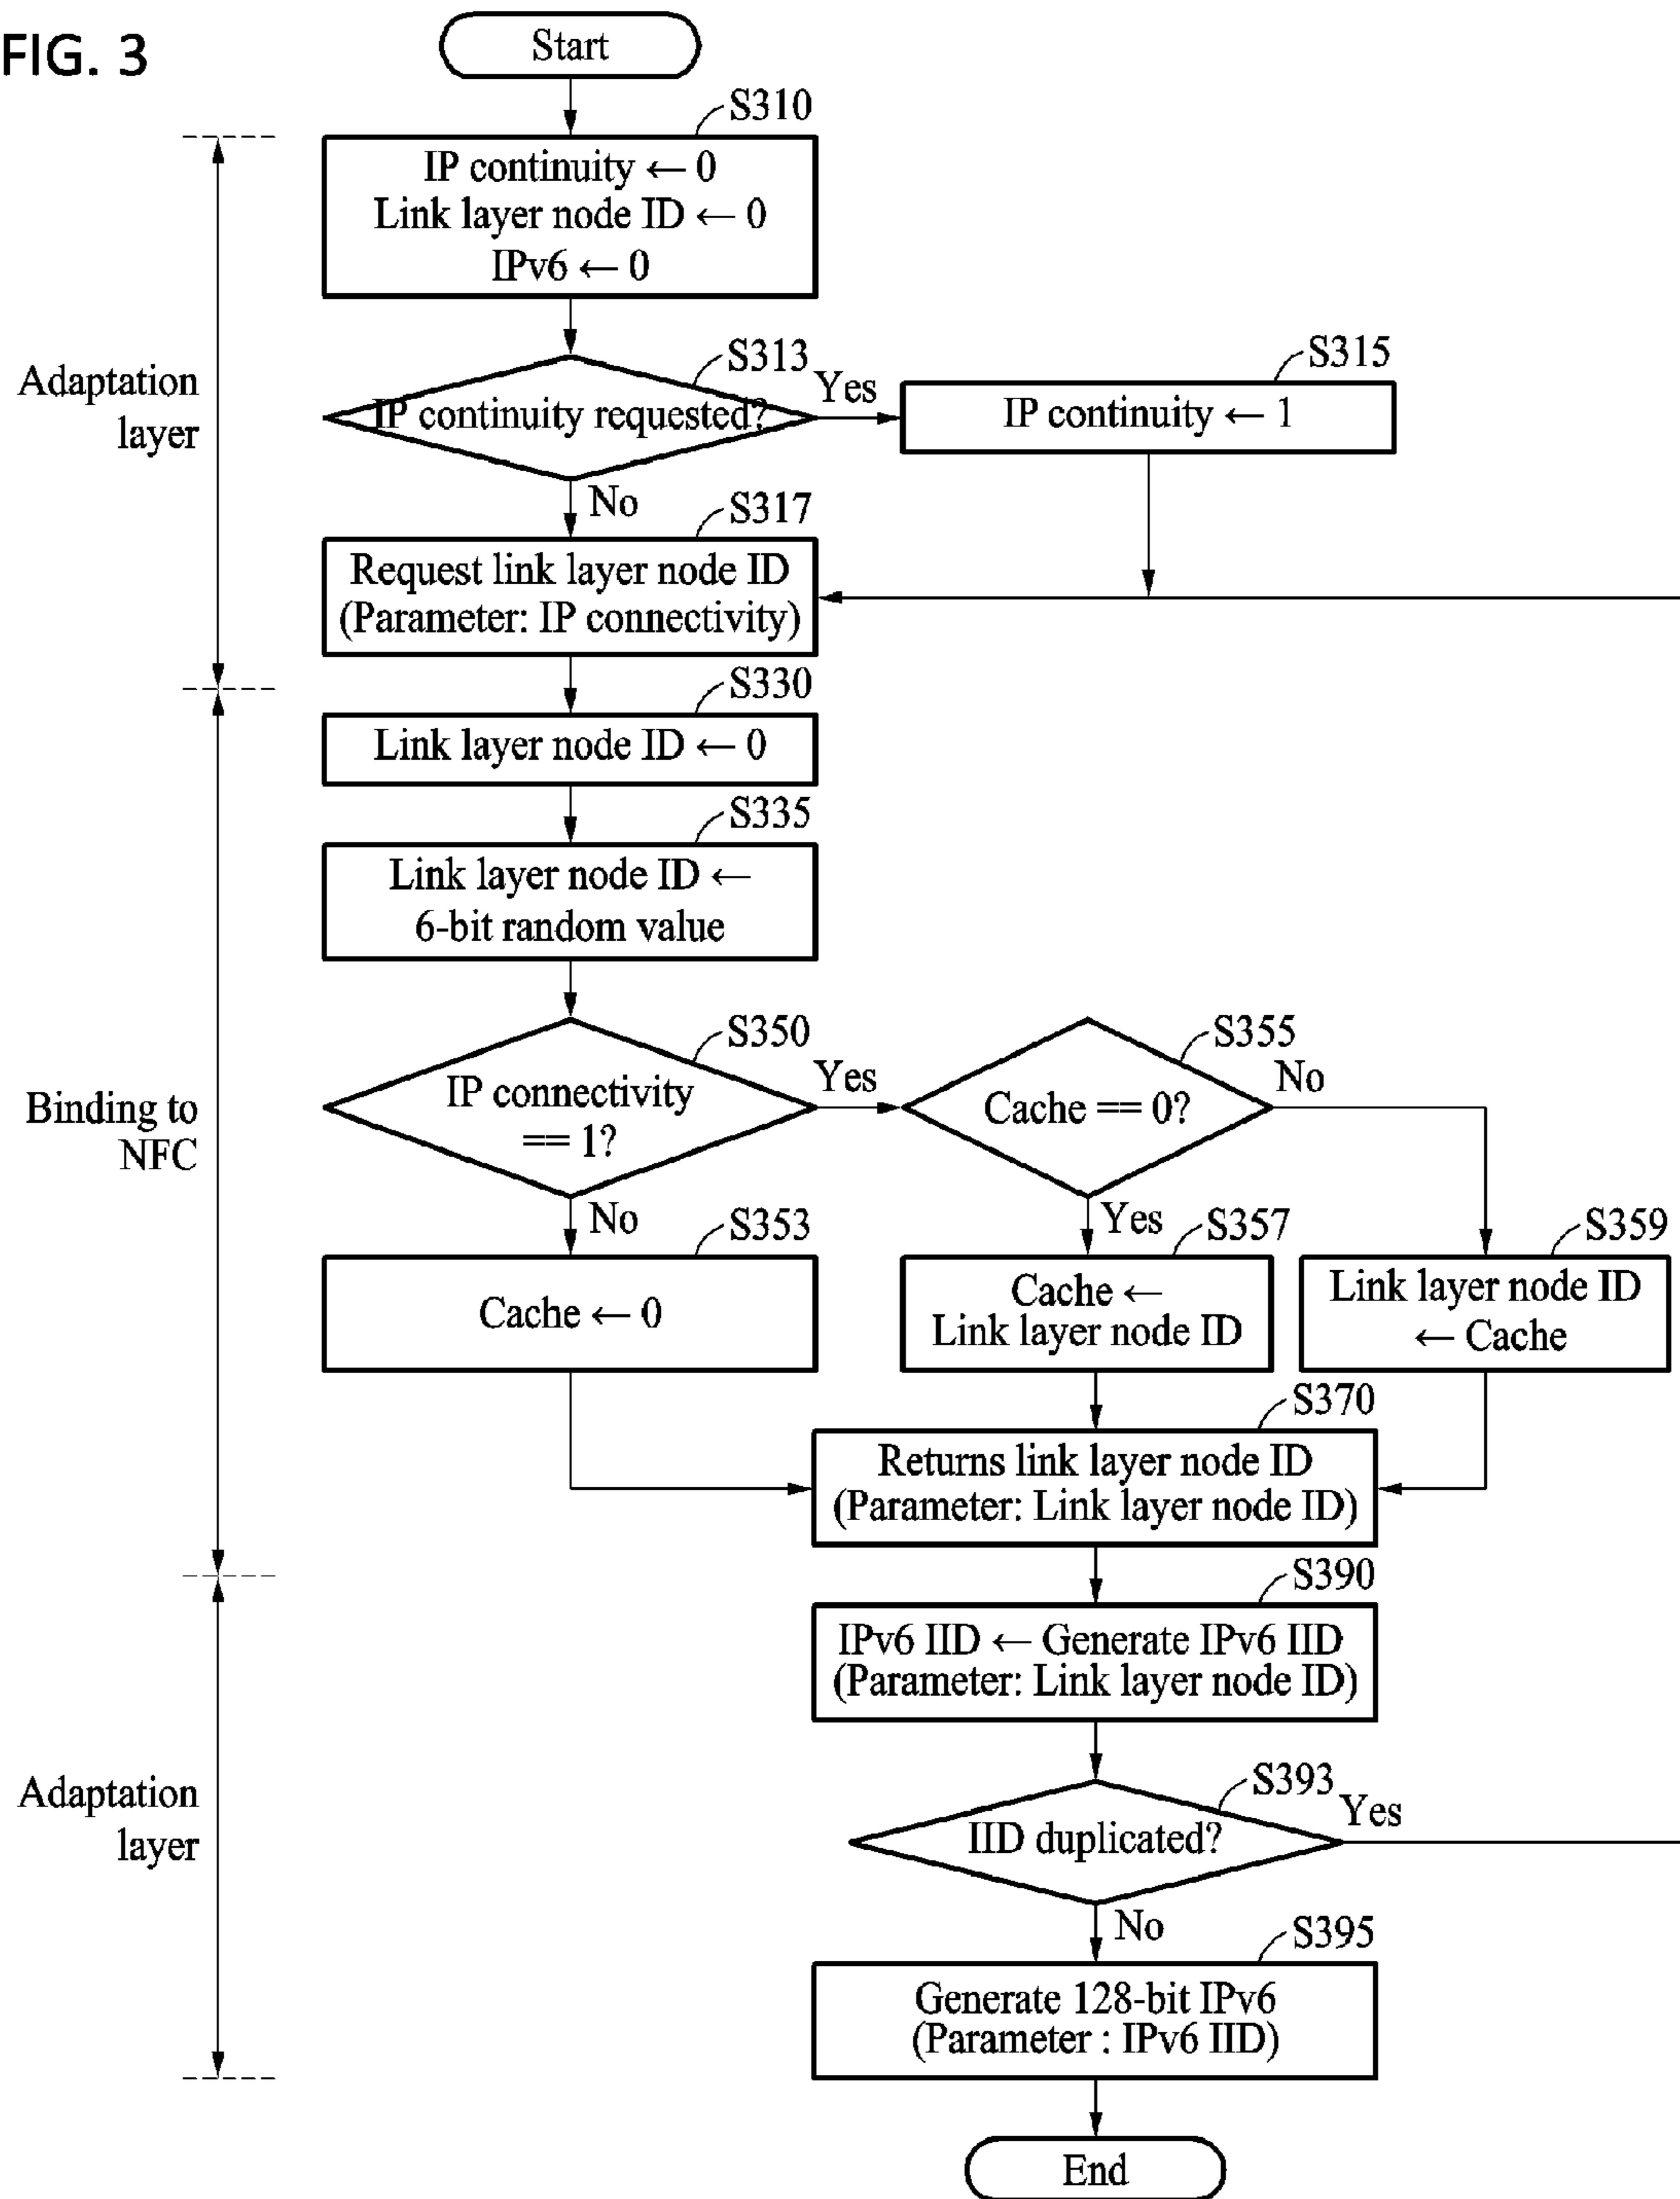 FIG. 3
Start
S310
IP continuity ← 0
Link layer node ID ← 0
IPv6 ← 0
Adaptation
layer
S313
IP continuity requested?
Yes
S315
IP continuity ← 1
No
S317
Request link layer node ID
(Parameter: IP connectivity)
S330
Link layer node ID ← 0
S335
Link layer node ID ←
6-bit random value
Binding to
NFC
S350
IP connectivity
== 1?
Yes
S355
Cache == 0?
No
No
S353
Cache ← 0
Yes
S357
Cache ←
Link layer node ID
S359
Link layer node ID
← Cache
S370
Returns link layer node ID
(Parameter: Link layer node ID)
S390
IPv6 IID ← Generate IPv6 IID
(Parameter: Link layer node ID)
Adaptation
layer
S393
IID duplicated?
Yes
No
S395
Generate 128-bit IPv6
(Parameter : IPv6 IID)
End